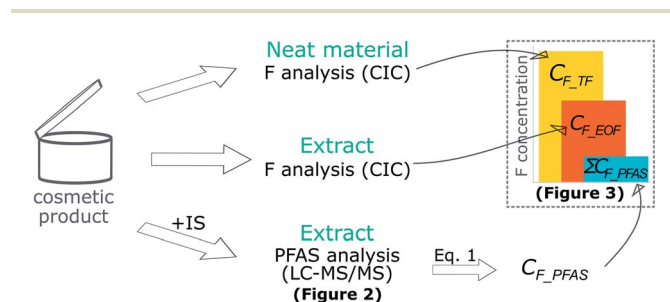 Neat material
F analysis (CIC)
Extract
F analysis (CIC)
cosmetic
product
+IS
Extract
PFAS analysis
(LC-MS/MS)
(Figure 2)
Eq. 1
C_F_PFAS
F concentration
C_F_TF
C_F_EOF
ΣC_F_PFAS
(Figure 3)